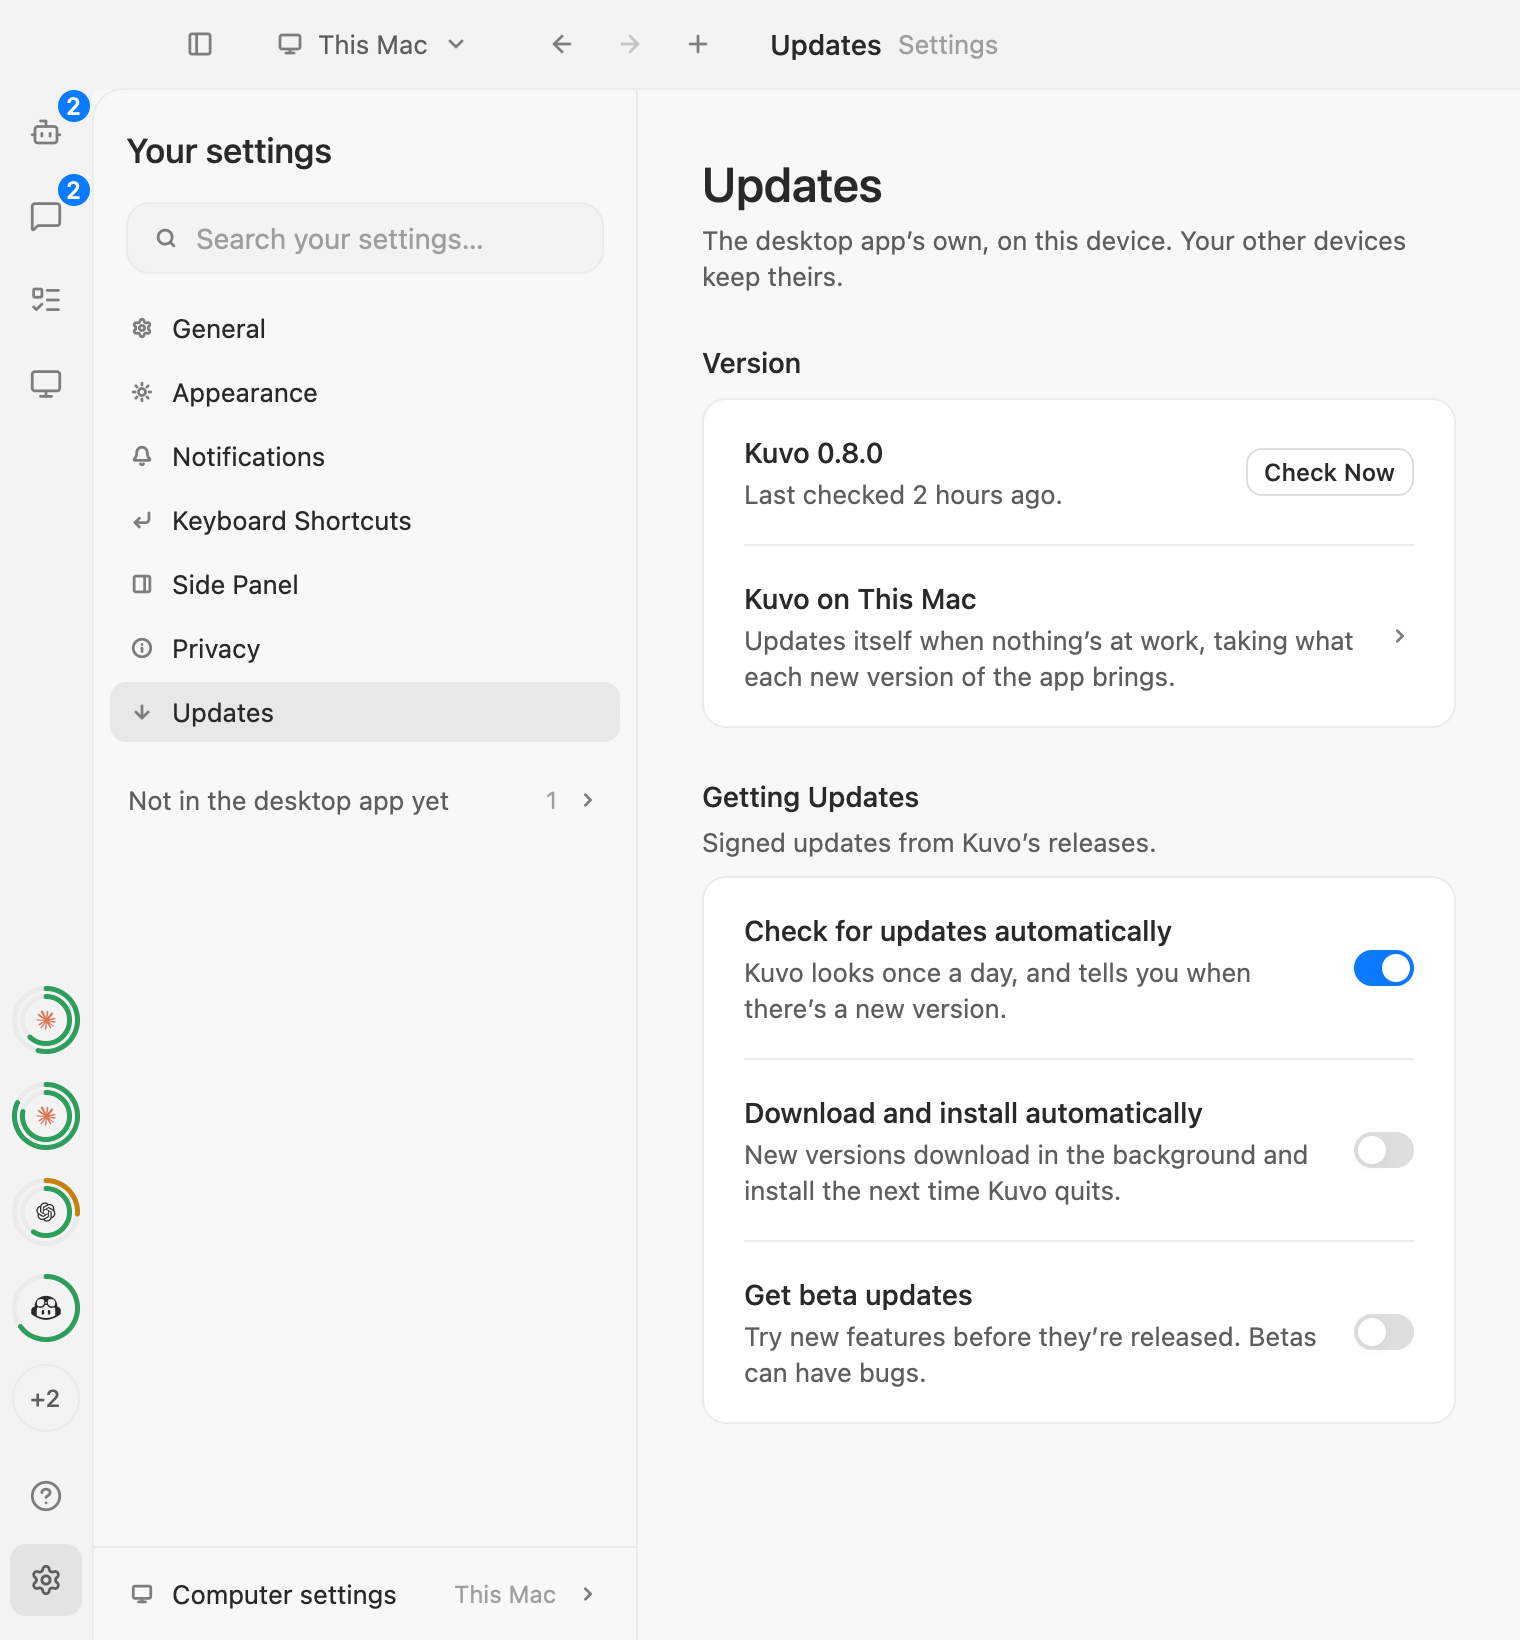 This Mac
Updates Settings
2
2
Your settings
Search your settings...
General
Appearance
Notifications
Keyboard Shortcuts
Side Panel
Privacy
Updates
Not in the desktop app yet 1
+2
Computer settings This Mac
Updates
The desktop app’s own, on this device. Your other devices
keep theirs.
Version
Kuvo 0.8.0
Last checked 2 hours ago.
Check Now
Kuvo on This Mac
Updates itself when nothing’s at work, taking what
each new version of the app brings.
Getting Updates
Signed updates from Kuvo’s releases.
Check for updates automatically
Kuvo looks once a day, and tells you when
there’s a new version.
Download and install automatically
New versions download in the background and
install the next time Kuvo quits.
Get beta updates
Try new features before they’re released. Betas
can have bugs.